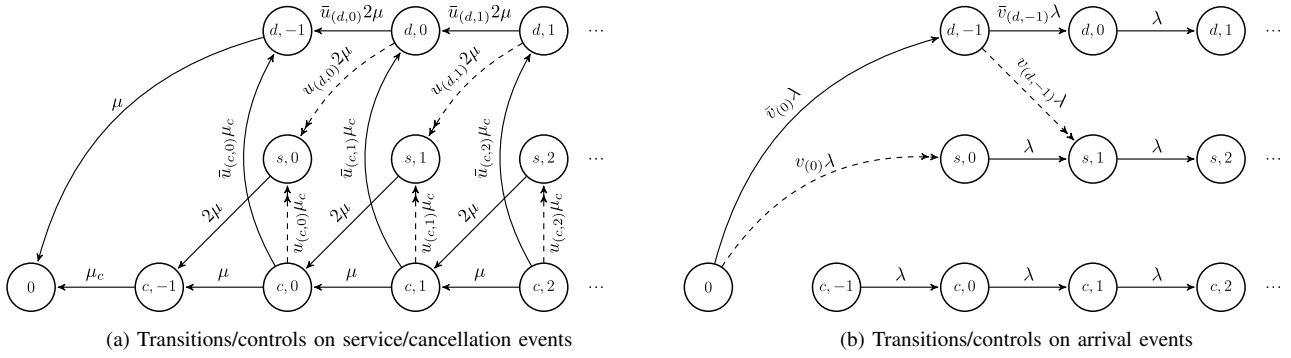 ū(d,0)2μ ū(d,1)2μ
d,−1 d,0 d,1 ...
μ u(d,0)2μ u(d,1)2μ
ū(c,0)μc ū(c,1)μc ū(c,2)μc
s,0 s,1 s,2 ...
2μ u(c,0)μc 2μ u(c,1)μc 2μ u(c,2)μc
μc μ μ μ
0 c,−1 c,0 c,1 c,2 ...
(a) Transitions/controls on service/cancellation events
v̄(d,−1)λ λ
d,−1 d,0 d,1 ...
v̄(0)λ v(d,−1)λ
v(0)λ λ λ
s,0 s,1 s,2 ...
λ λ λ
0 c,−1 c,0 c,1 c,2 ...
(b) Transitions/controls on arrival events